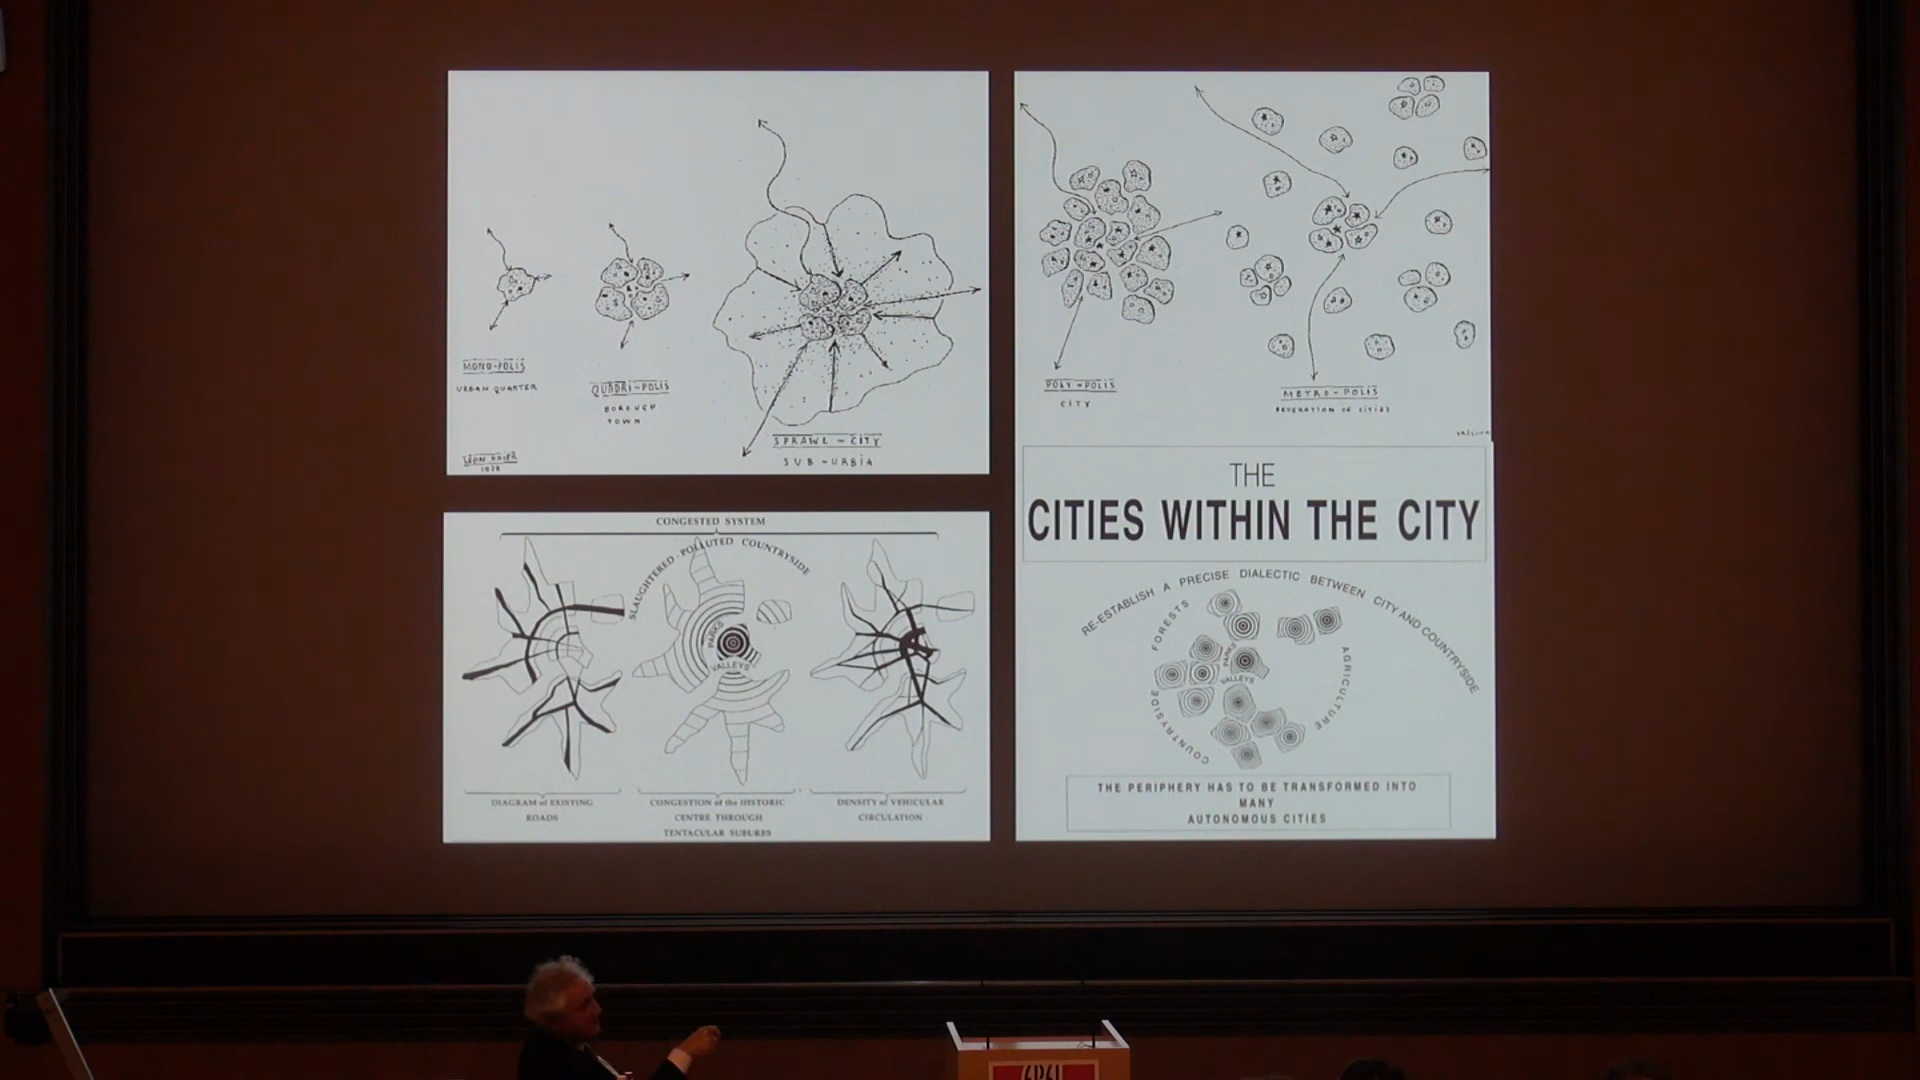 MONO-POLIS
URBAN QUARTER
QUADRI-POLIS
BOROUGH
TOWN
SPRAWL-CITY
SUB-URBIA
LÉON KRIER
POLY-POLIS
CITY
METRO-POLIS
FEDERATION OF CITIES
THE
CITIES WITHIN THE CITY
CONGESTED SYSTEM
SLAUGHTERED-POLLUTED COUNTRYSIDE
PARKS
VALLEYS
DIAGRAM of EXISTING
ROADS
CONGESTION of the HISTORIC
CENTRE THROUGH
TENTACULAR SUBURBS
DENSITY of VEHICULAR
CIRCULATION
RE-ESTABLISH A PRECISE DIALECTIC BETWEEN CITY AND COUNTRYSIDE
FORESTS
PARKS
VALLEYS
AGRICULTURE
COUNTRYSIDE
THE PERIPHERY HAS TO BE TRANSFORMED INTO
MANY
AUTONOMOUS CITIES